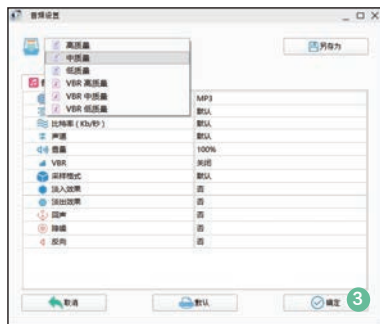 音频设置
高质量
中质量
另存为
低质量
VBR 高质量
VBR 中质量
VBR 低质量
MP3
默认
比特率 ( Kb/秒 ) 默认
声道 默认
音量 100%
VBR 关闭
采样格式 默认
淡入效果 否
淡出效果 否
回声 否
降噪 否
反向 否
取消
默认
确定
3